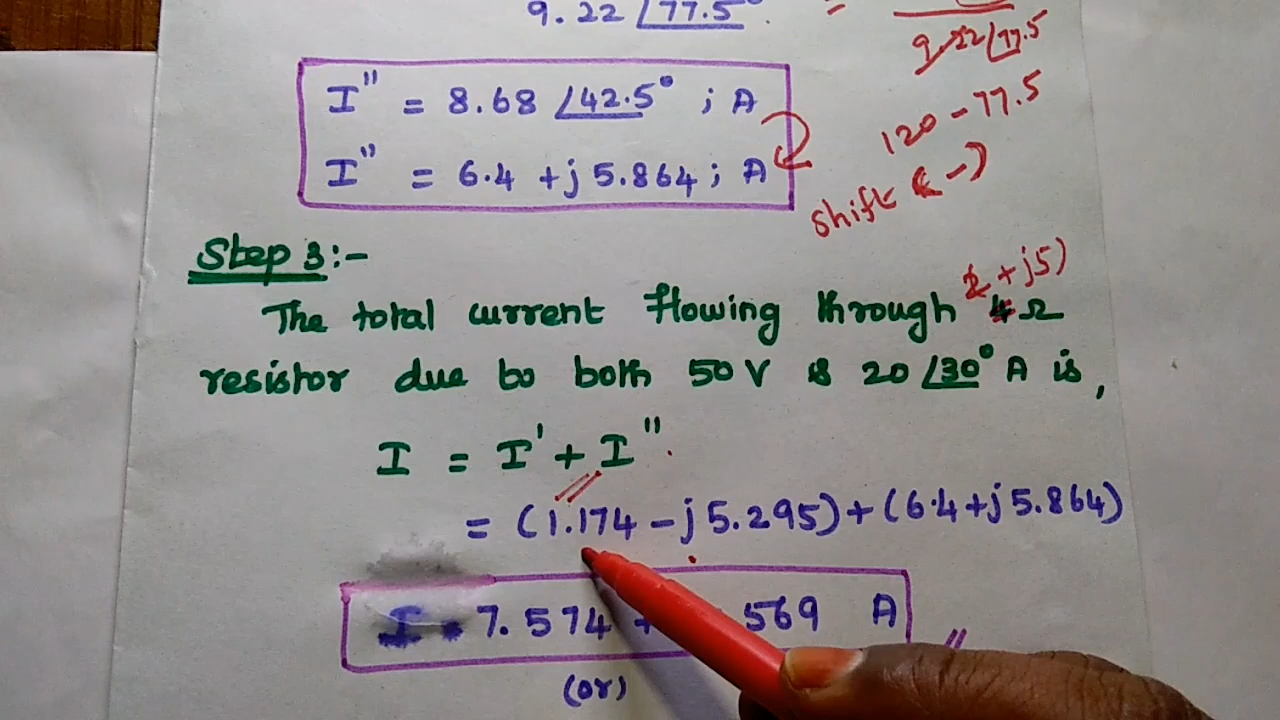 9.22 ∠77.5°
=
9.22∠77.5
I'' = 8.68 ∠42.5° ; A
120-77.5
I'' = 6.4 +j 5.864 ; A
shift (-)
Step 3:-
2 + j5)
The total current flowing through 4Ω
resistor due to both 50 V & 20 ∠30° A is,
I = I' + I''.
= (1.174 - j 5.295) + (6.4 + j 5.864)
I = 7.574 + 569 A
(or)